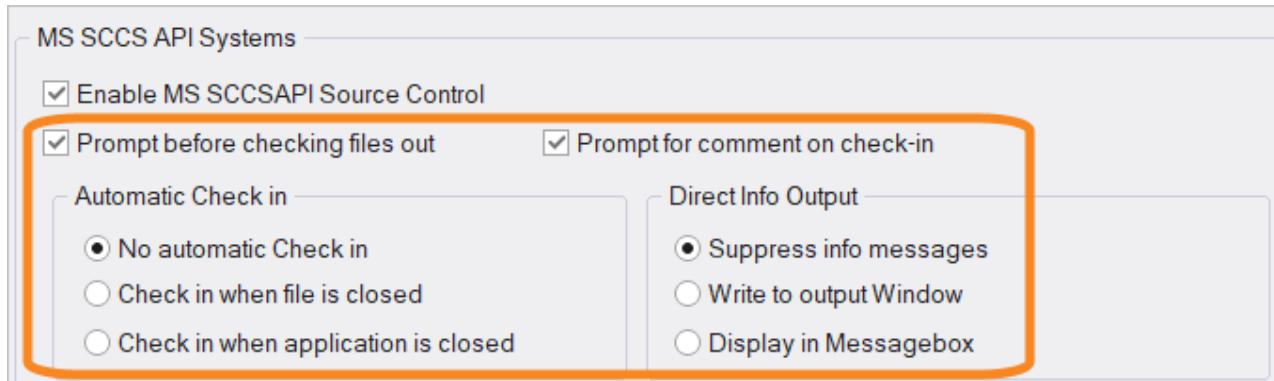 MS SCCS API Systems
Enable MS SCCSAPI Source Control
Prompt before checking files out
Prompt for comment on check-in
Automatic Check in
No automatic Check in
Check in when file is closed
Check in when application is closed
Direct Info Output
Suppress info messages
Write to output Window
Display in Messagebox